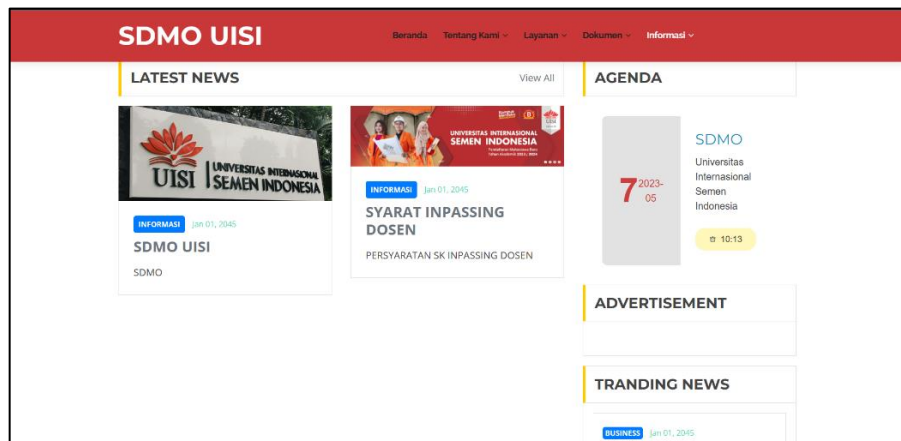 SDMO UISI
Beranda Tentang Kami Layanan Dokumen Informasi
LATEST NEWS View All
UISI
UNIVERSITAS INTERNASIONAL
SEMEN INDONESIA
INFORMASI Jan 01, 2045
SDMO UISI
SDMO
UNIVERSITAS INTERNASIONAL
SEMEN INDONESIA
INFORMASI Jan 01, 2045
SYARAT INPASSING
DOSEN
PERSYARATAN SK INPASSING DOSEN
AGENDA
7 2023-
05
SDMO
Universitas
Internasional
Semen
Indonesia
10:13
ADVERTISEMENT
TRANDING NEWS
BUSINESS Jan 01, 2045